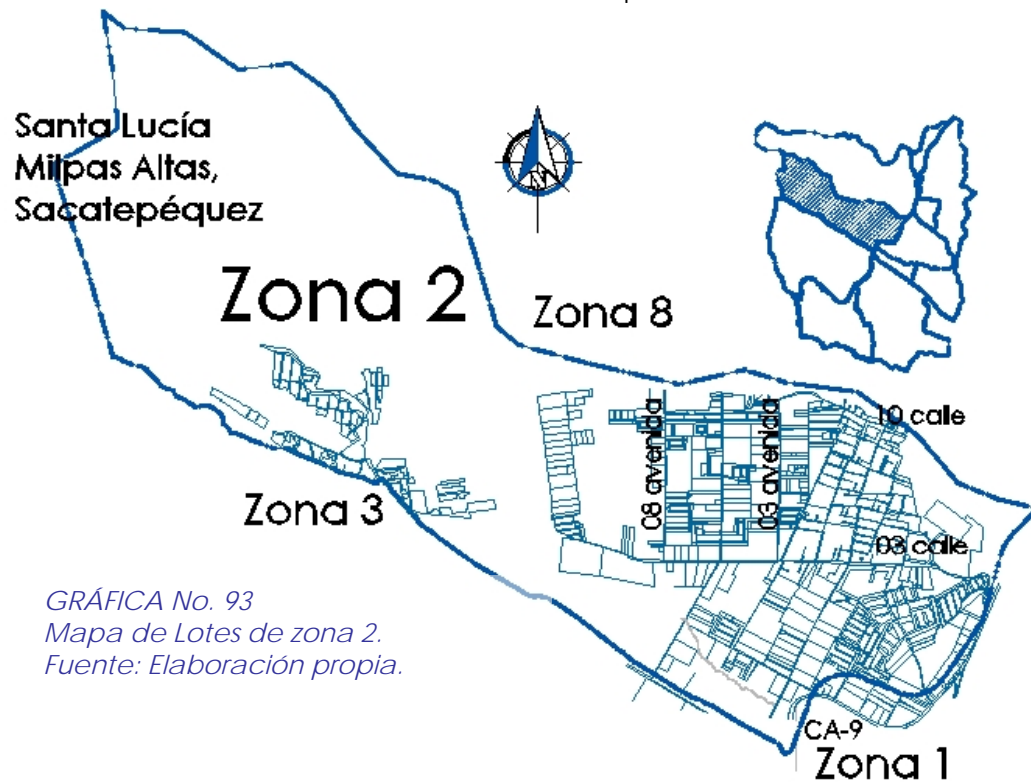 Santa Lucía
Milpas Altas,
Sacatepéquez
N
Zona 2
Zona 8
10 calle
08 avenida
03 avenida
Zona 3
03 calle
GRÁFICA No. 93
Mapa de Lotes de zona 2.
Fuente: Elaboración propia.
CA-9
Zona 1